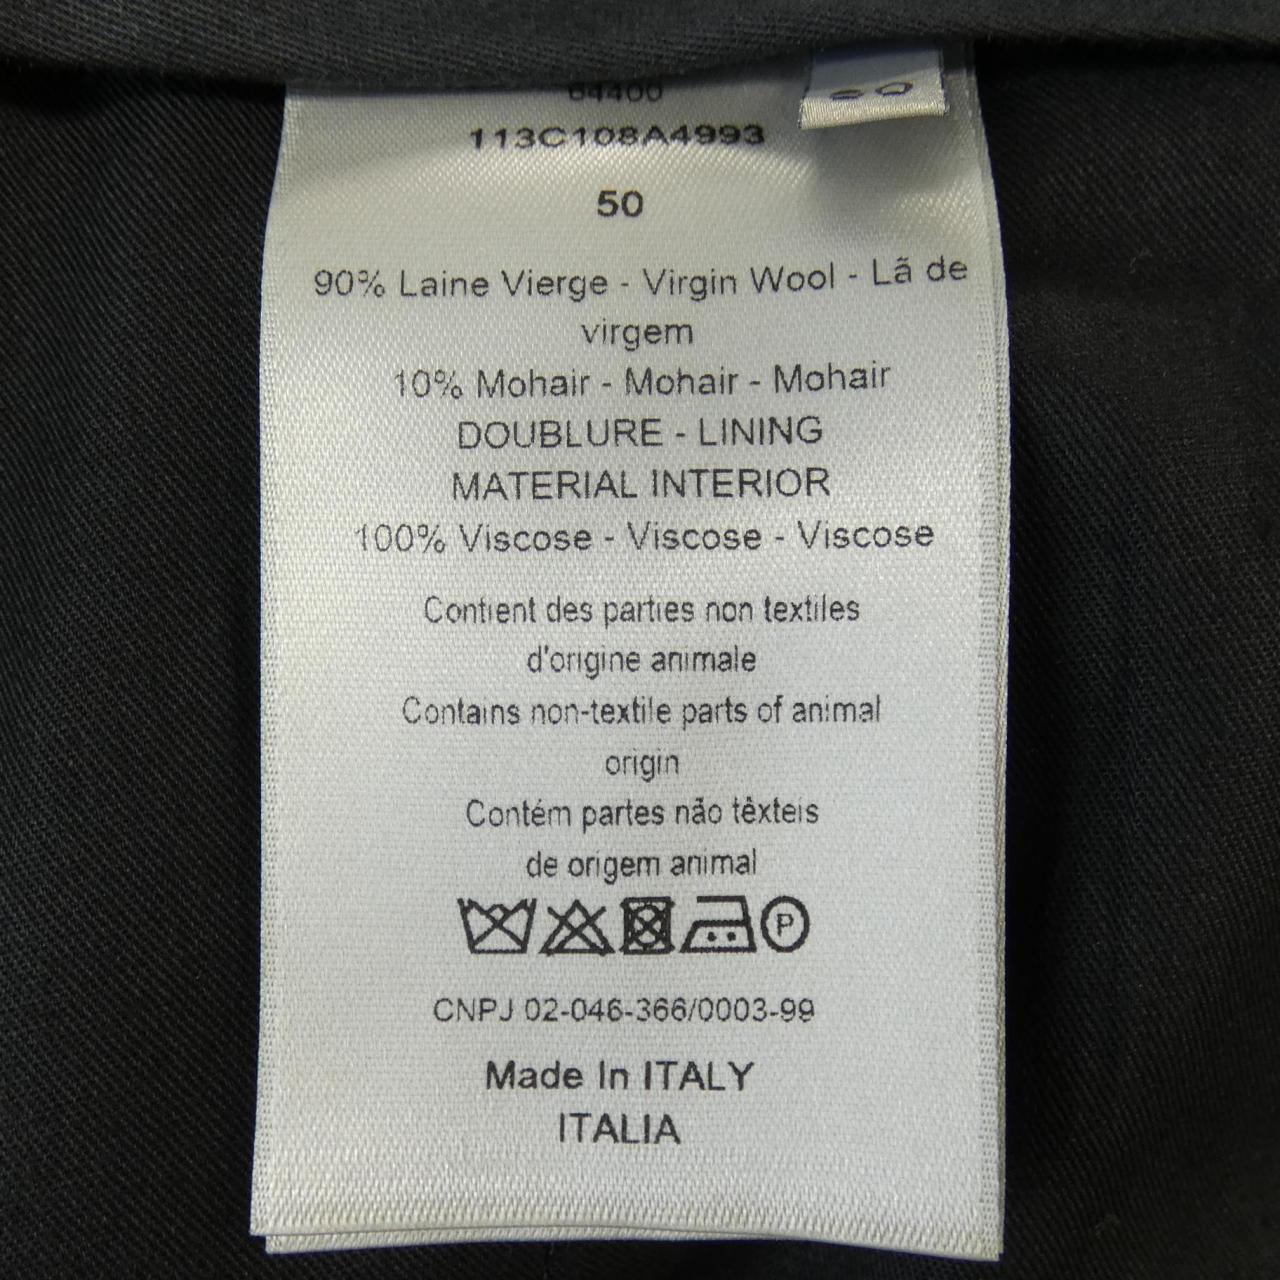 64400
113C108A4993
50
90% Laine Vierge - Virgin Wool - Lã de
virgem
10% Mohair - Mohair - Mohair
DOUBLURE - LINING
MATERIAL INTERIOR
100% Viscose - Viscose - Viscose
Contient des parties non textiles
d'origine animale
Contains non-textile parts of animal
origin
Contém partes não têxteis
de origem animal
P
CNPJ 02-046-366/0003-99
Made In ITALY
ITALIA